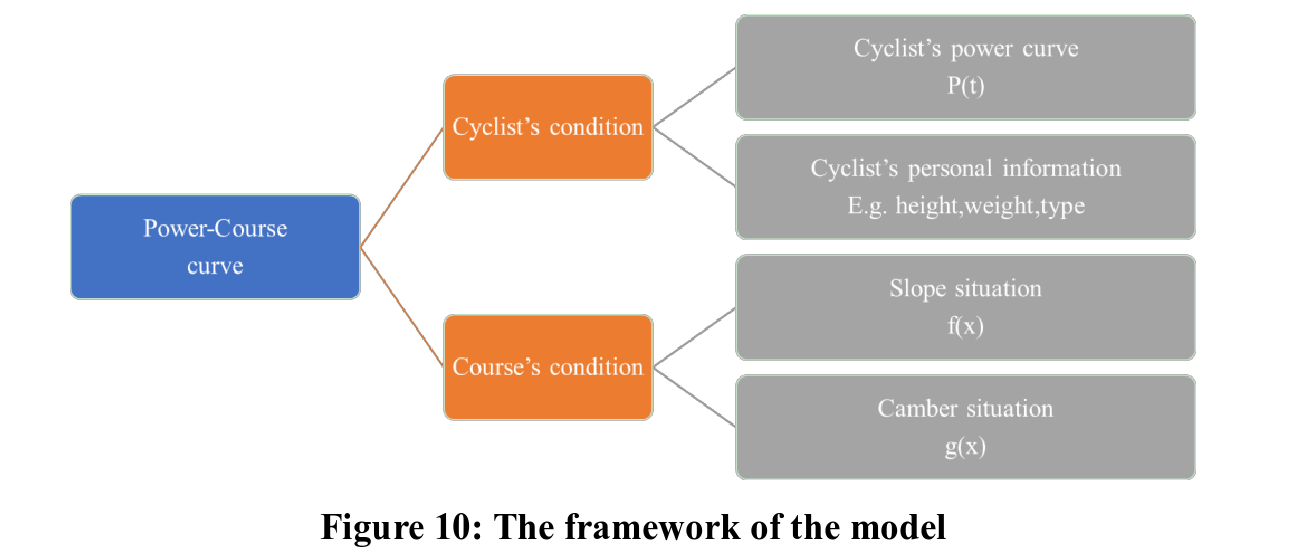 Power-Course
curve
Cyclist's condition
Course's condition
Cyclist's power curve
P(t)
Cyclist's personal information
E.g. height,weight,type
Slope situation
f(x)
Camber situation
g(x)
Figure 10: The framework of the model